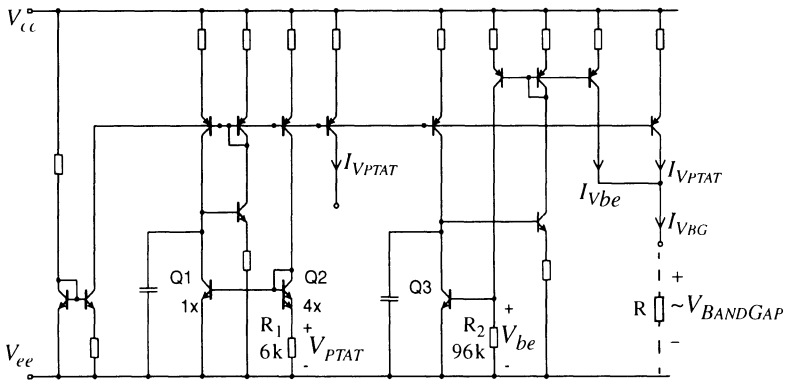 Vcc
IVPTAT
IVbe
IVPTAT
IVBG
Q1
Q2
1x
4x
R1
6k
+
VPTAT
-
Q3
R2
96k
+
Vbe
-
R
+
~VBANDGAP
−
Vee